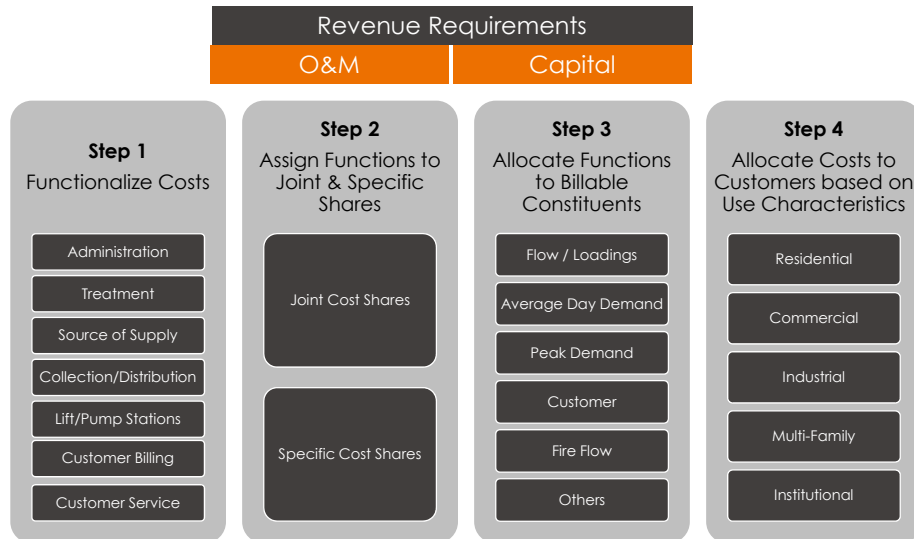 Revenue Requirements
O&M
Capital
Step 1
Functionalize Costs
Administration
Treatment
Source of Supply
Collection/Distribution
Lift/Pump Stations
Customer Billing
Customer Service
Step 2
Assign Functions to
Joint & Specific
Shares
Joint Cost Shares
Specific Cost Shares
Step 3
Allocate Functions
to Billable
Constituents
Flow / Loadings
Average Day Demand
Peak Demand
Customer
Fire Flow
Others
Step 4
Allocate Costs to
Customers based on
Use Characteristics
Residential
Commercial
Industrial
Multi-Family
Institutional